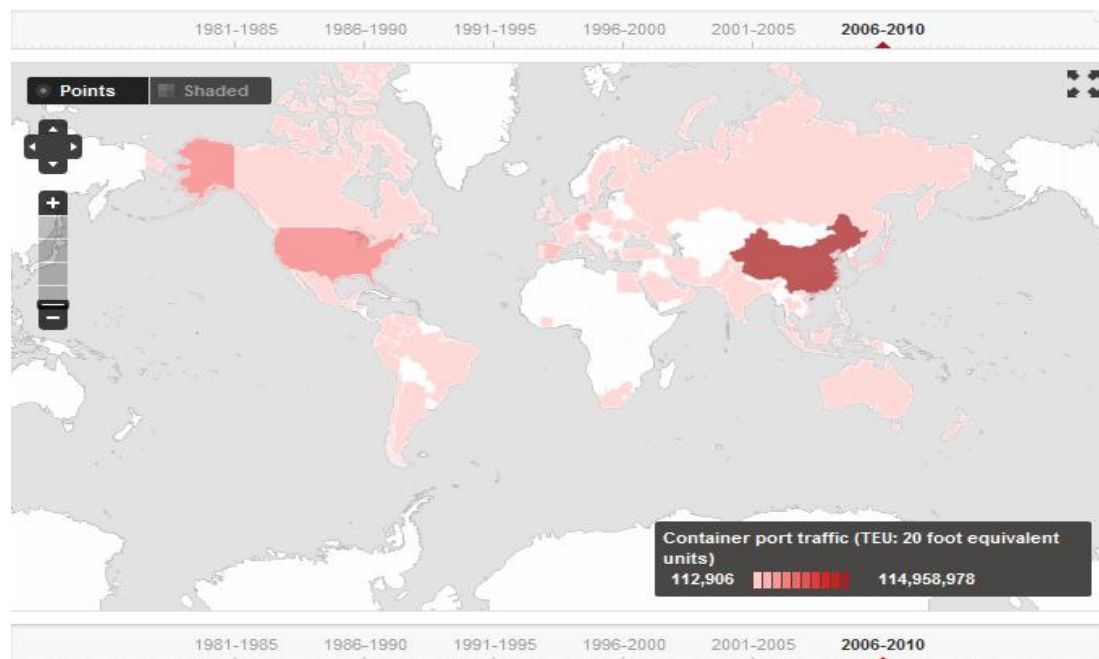 1981-1985 1986-1990 1991-1995 1996-2000 2001-2005 2006-2010
Points Shaded
+
−
Container port traffic (TEU: 20 foot equivalent
units)
112,906 114,958,978
1981-1985 1986-1990 1991-1995 1996-2000 2001-2005 2006-2010